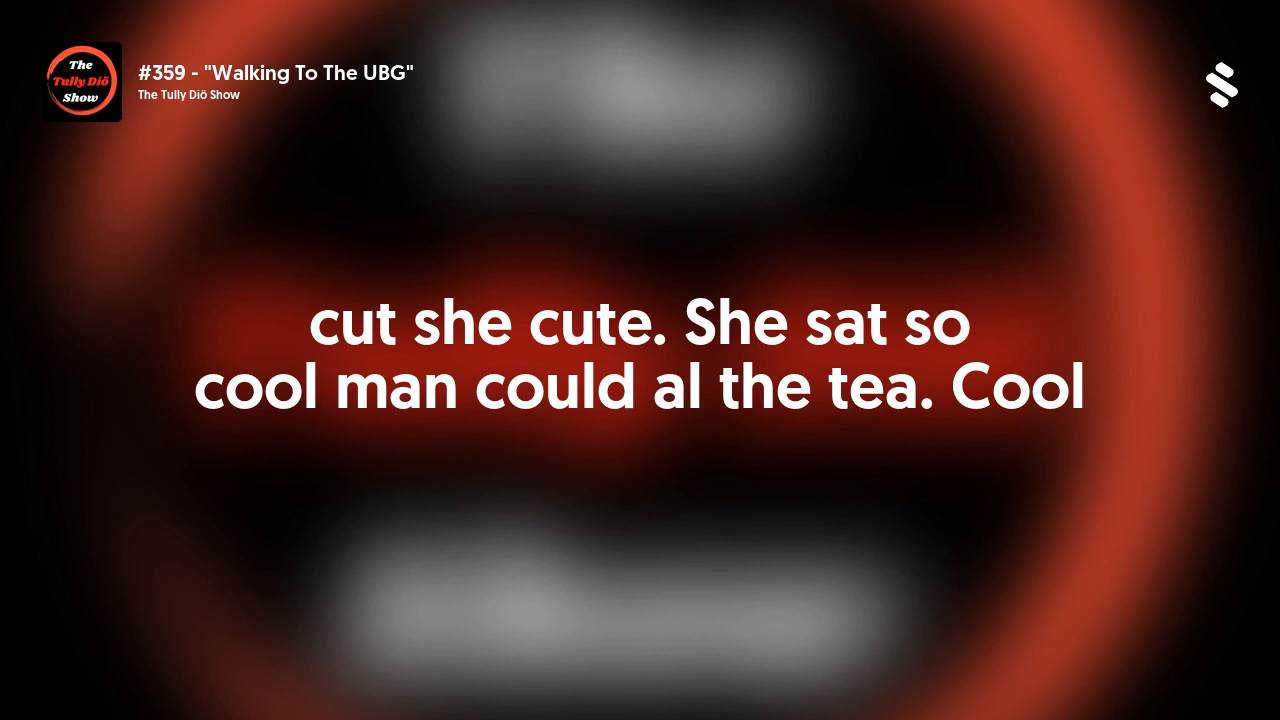 The
Tully Diö
Show
#359 - "Walking To The UBG"
The Tully Diö Show
cut she cute. She sat so
cool man could al the tea. Cool